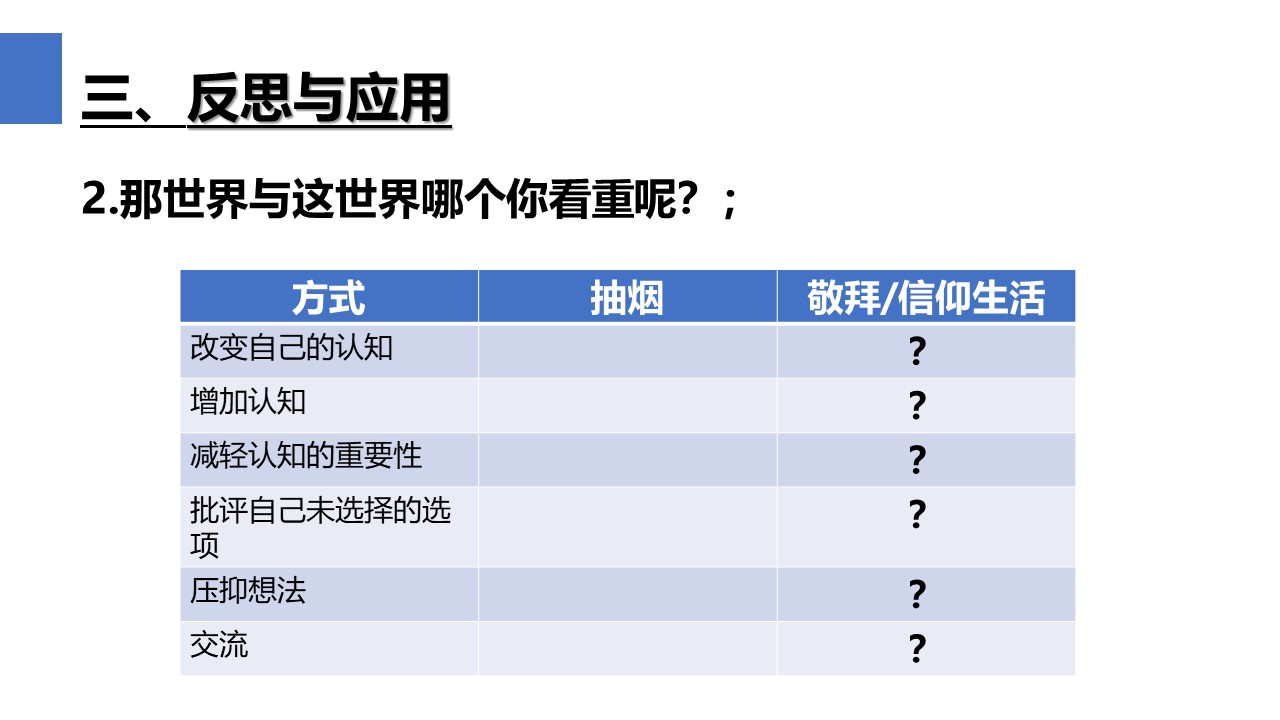 三、反思与应用
2.那世界与这世界哪个你看重呢？；
方式 抽烟 敬拜/信仰生活
改变自己的认知 ？
增加认知 ？
减轻认知的重要性 ？
批评自己未选择的选 ？
项
压抑想法 ？
交流 ？